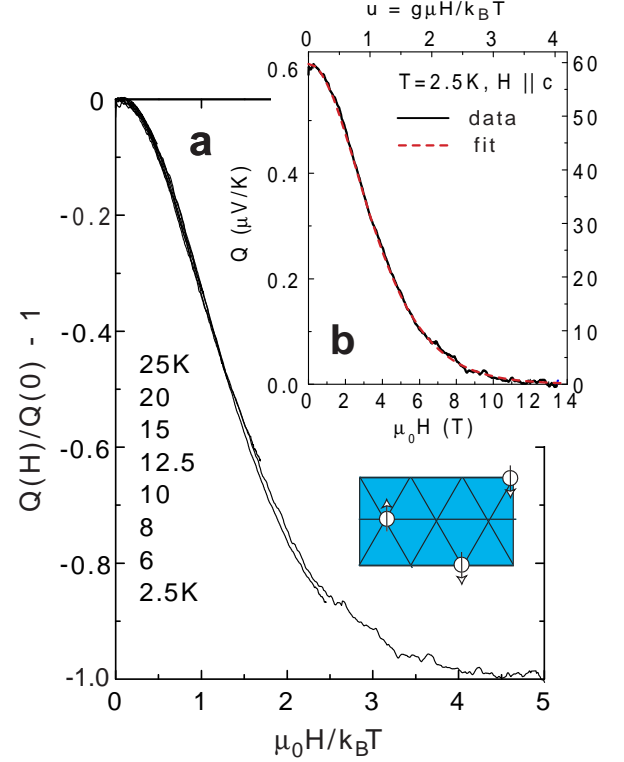 u = gμH/k_BT
0 1 2 3 4
0.6
0.4
0.2
0.0
Q (μV/K)
T=2.5K, H || c
data
fit
60
50
40
30
20
10
0
b
0 2 4 6 8 10 12 14
μ₀H (T)
a
0
-0.2
-0.4
-0.6
-0.8
-1.0
Q(H)/Q(0) - 1
25K
20
15
12.5
10
8
6
2.5K
0 1 2 3 4 5
μ₀H/k_BT